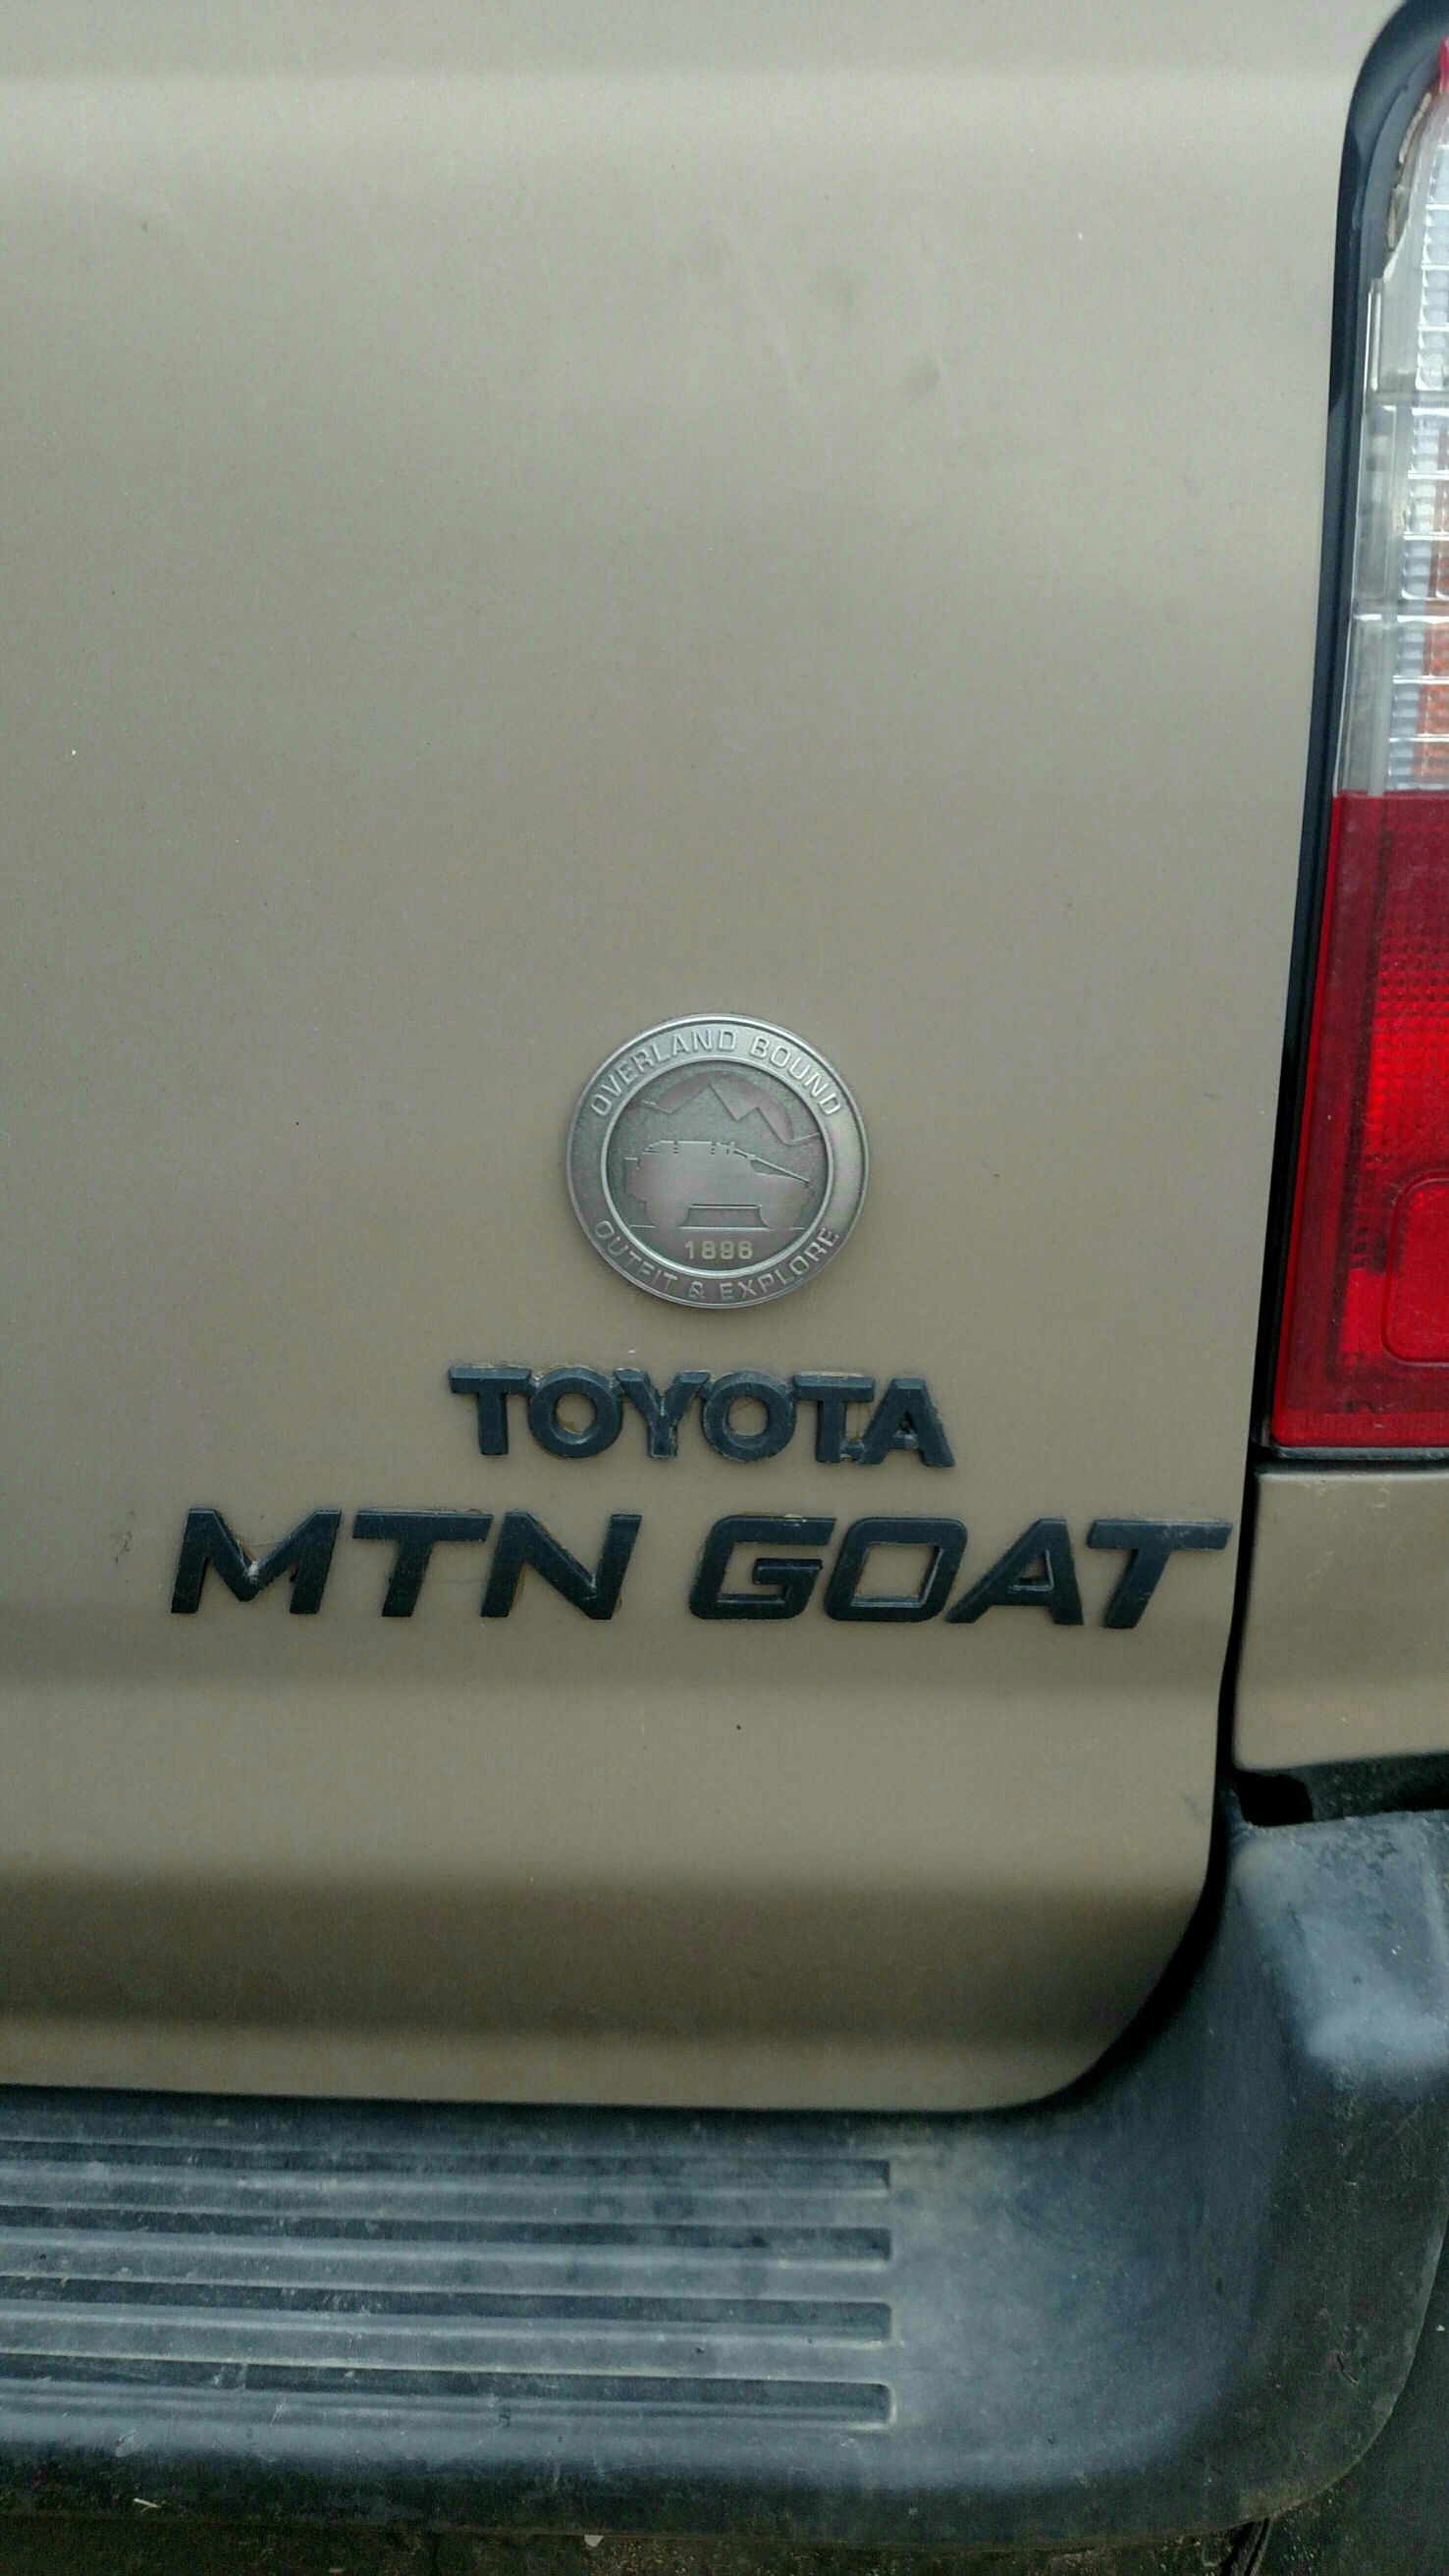 OVERLAND BOUND
1898
OUTFIT & EXPLORE
TOYOTA
MTN GOAT